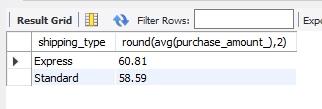 Result Grid Filter Rows:
shipping_type round(avg(purchase_amount_),2)
Express 60.81
Standard 58.59